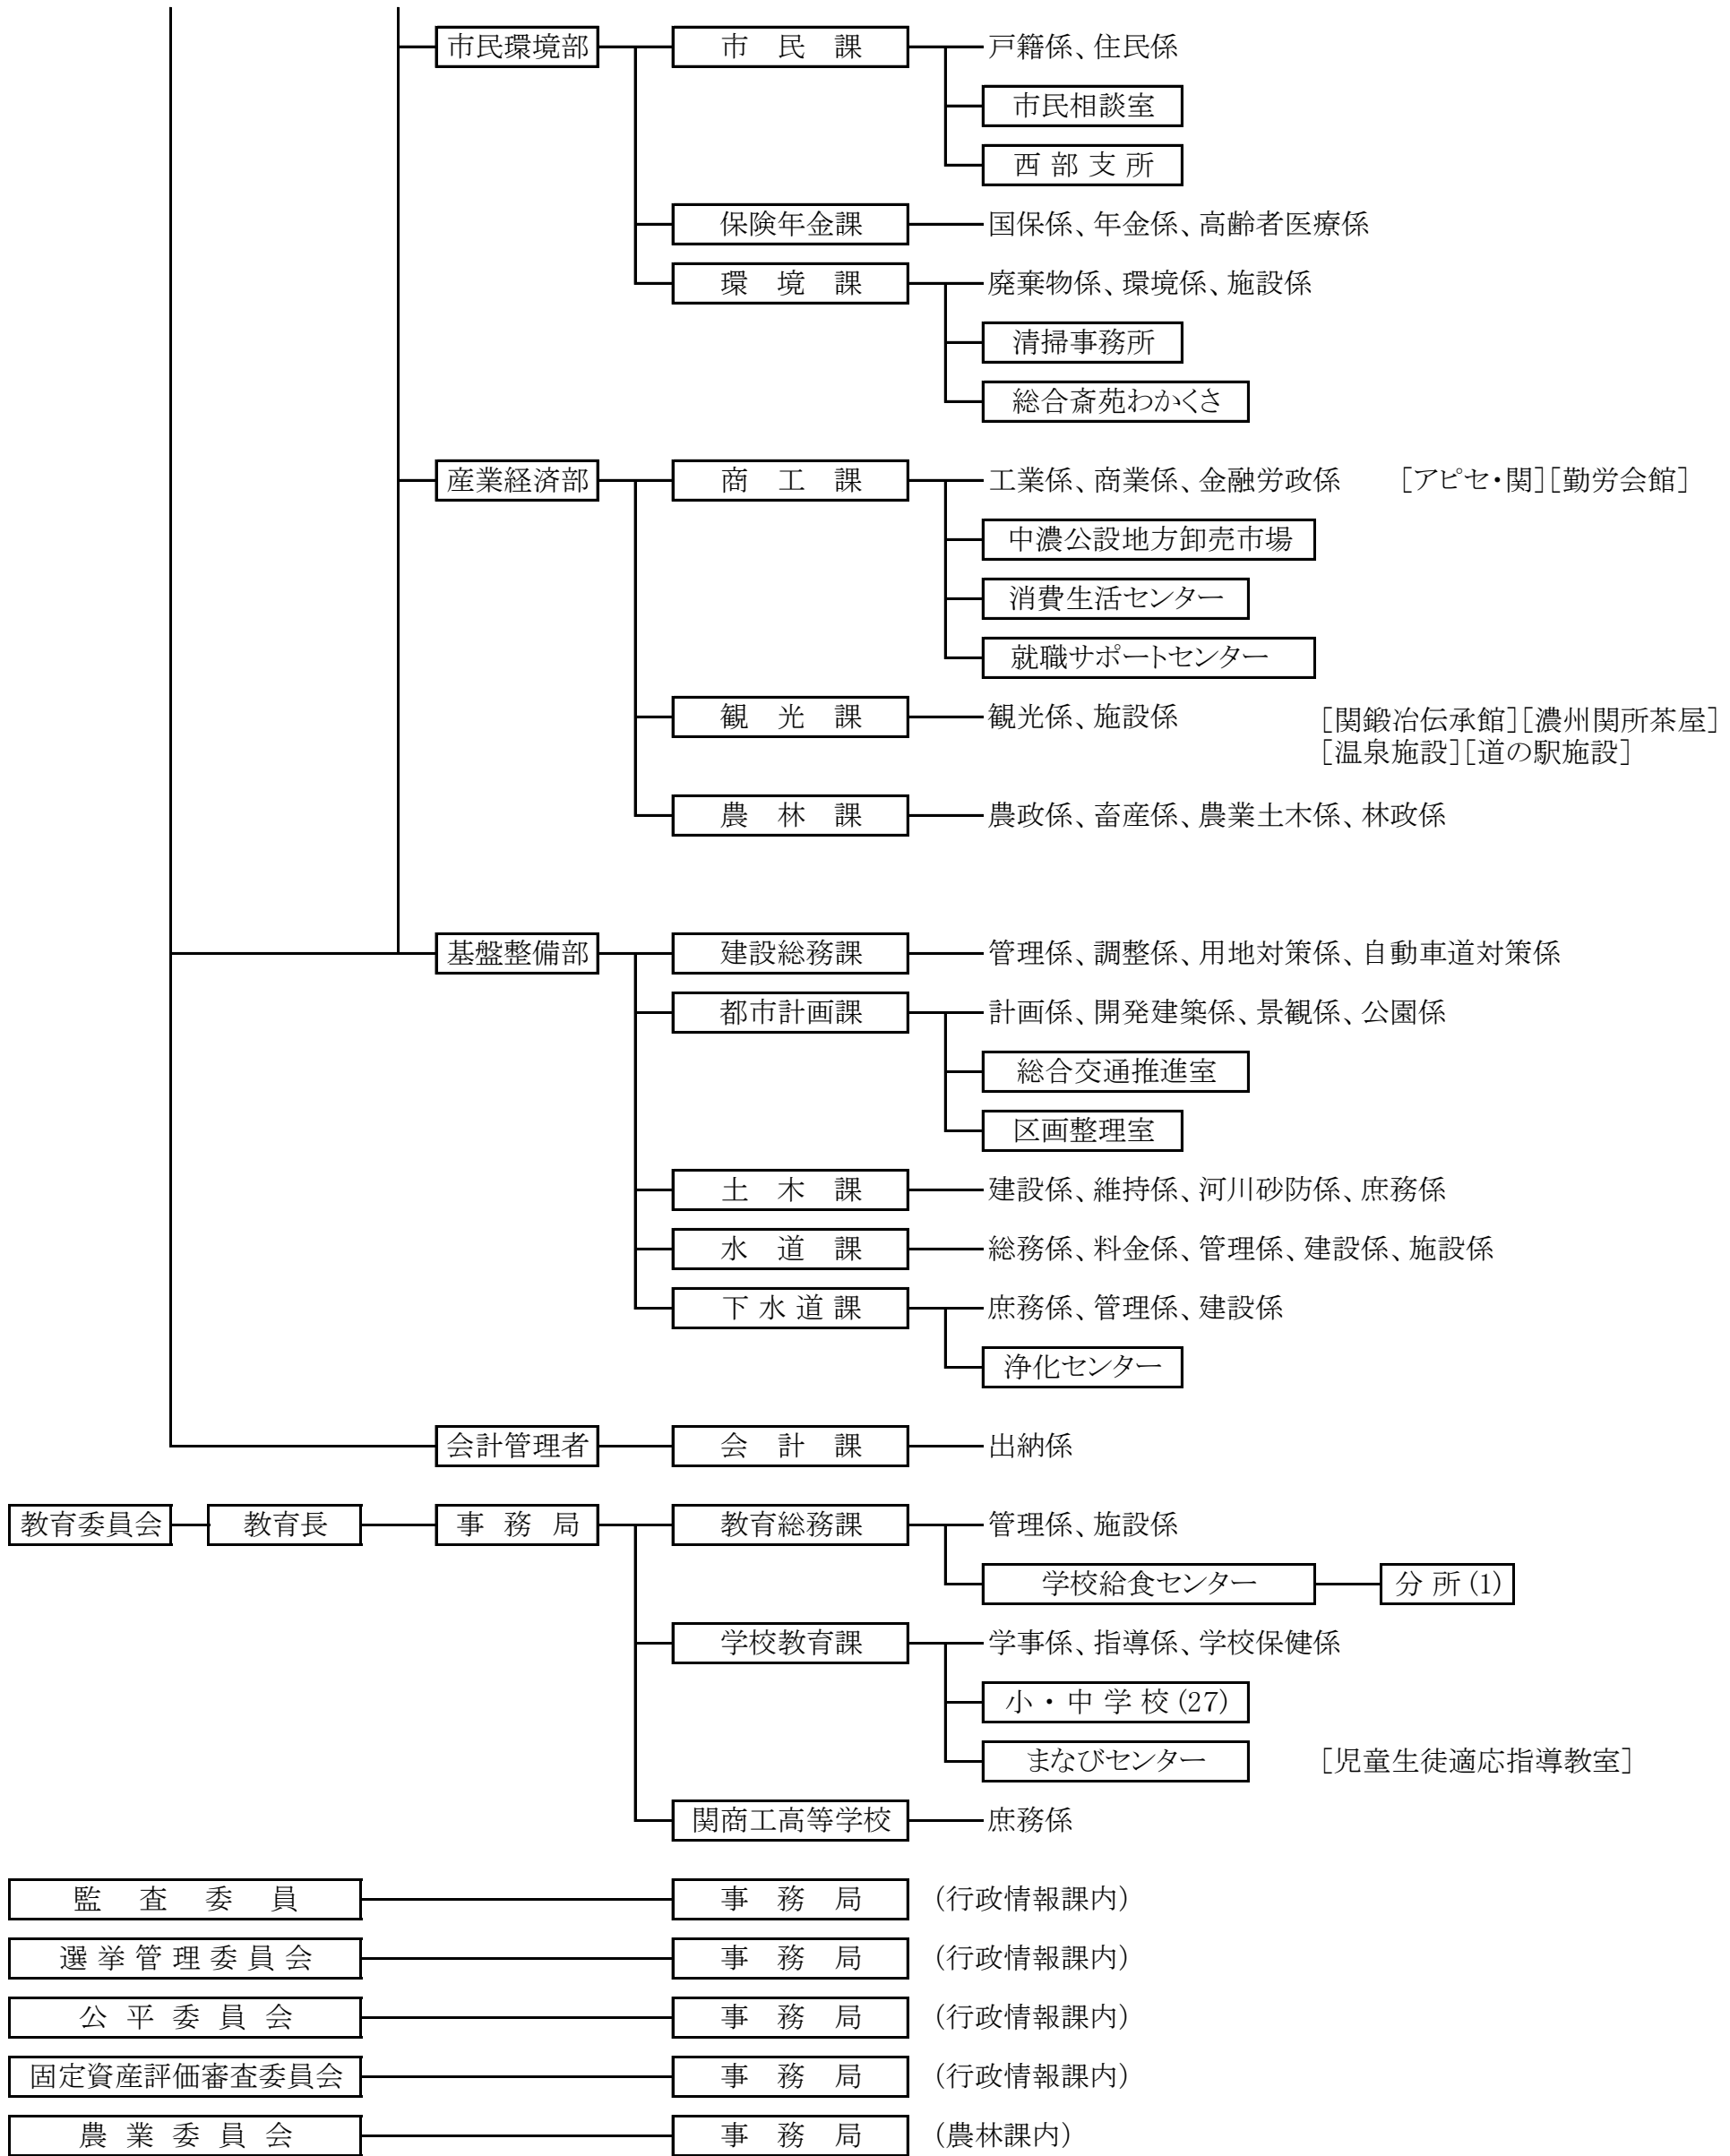 市民環境部 市民課 戸籍係、住民係
市民相談室
西部支所
保険年金課 国保係、年金係、高齢者医療係
環境課 廃棄物係、環境係、施設係
清掃事務所
総合斎苑わかくさ
産業経済部 商工課 工業係、商業係、金融労政係 [アピセ・関][勤労会館]
中濃公設地方卸売市場
消費生活センター
就職サポートセンター
観光課 観光係、施設係 [関鍛冶伝承館][濃州関所茶屋]
[温泉施設][道の駅施設]
農林課 農政係、畜産係、農業土木係、林政係
基盤整備部 建設総務課 管理係、調整係、用地対策係、自動車道対策係
都市計画課 計画係、開発建築係、景観係、公園係
総合交通推進室
区画整理室
土木課 建設係、維持係、河川砂防係、庶務係
水道課 総務係、料金係、管理係、建設係、施設係
下水道課 庶務係、管理係、建設係
浄化センター
会計管理者 会計課 出納係
教育委員会 教育長 事務局 教育総務課 管理係、施設係
学校給食センター 分所(1)
学校教育課 学事係、指導係、学校保健係
小・中学校(27)
まなびセンター [児童生徒適応指導教室]
関商工高等学校 庶務係
監査委員 事務局 (行政情報課内)
選挙管理委員会 事務局 (行政情報課内)
公平委員会 事務局 (行政情報課内)
固定資産評価審査委員会 事務局 (行政情報課内)
農業委員会 事務局 (農林課内)